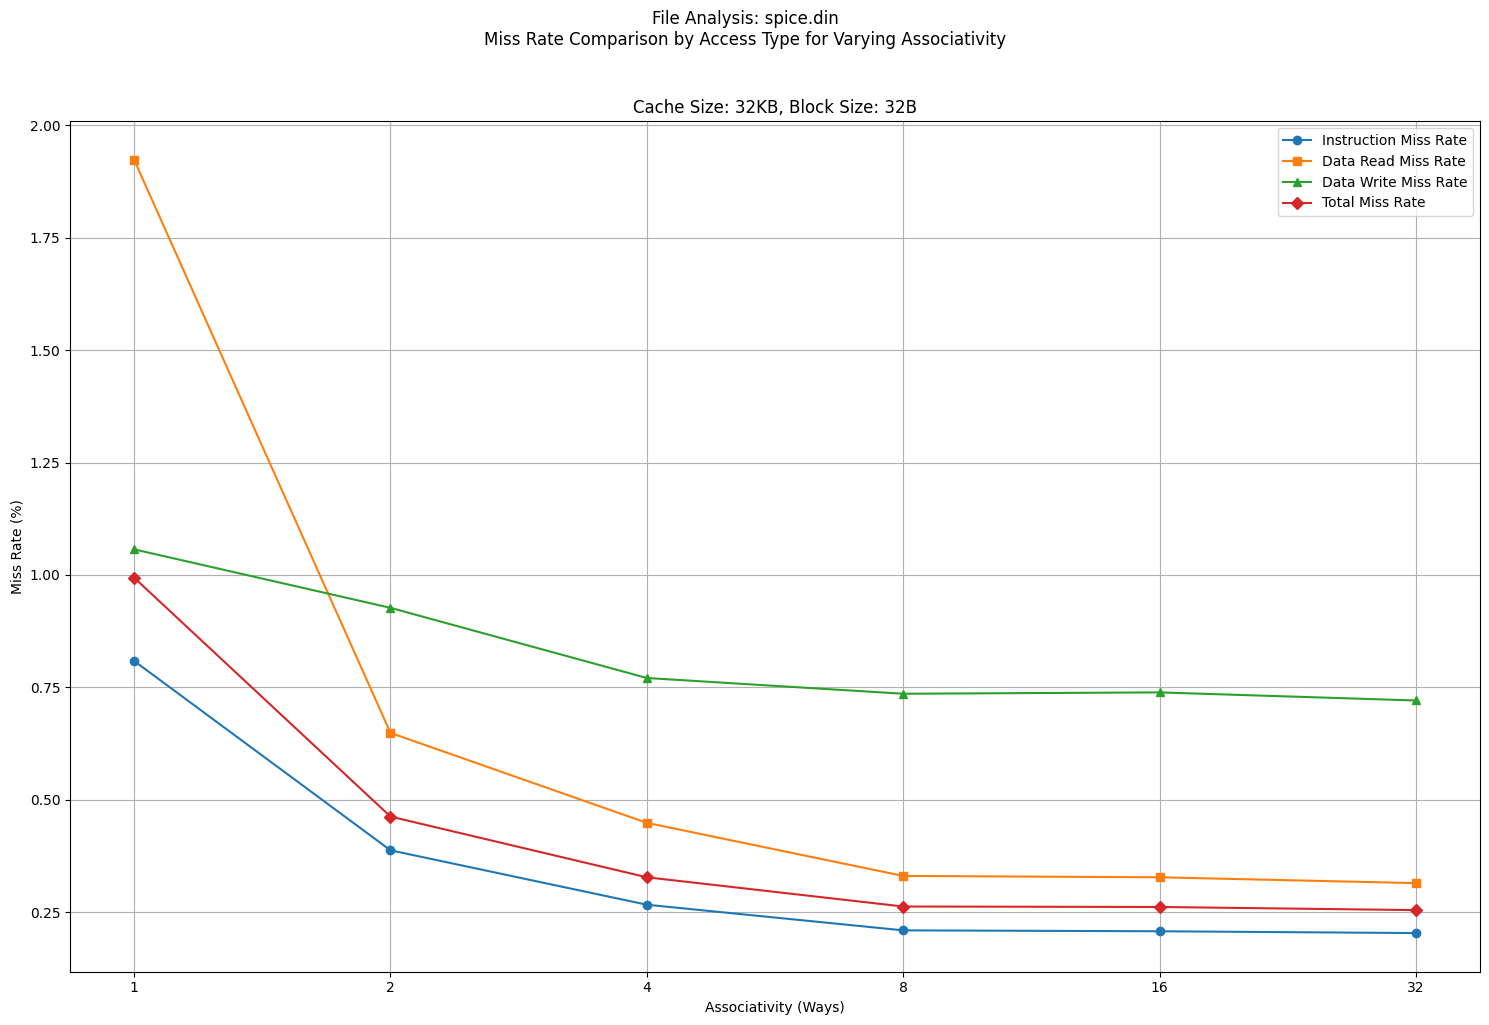 File Analysis: spice.din
Miss Rate Comparison by Access Type for Varying Associativity
Cache Size: 32KB, Block Size: 32B
Instruction Miss Rate
Data Read Miss Rate
Data Write Miss Rate
Total Miss Rate
Miss Rate (%)
2.00
1.75
1.50
1.25
1.00
0.75
0.50
0.25
1 2 4 8 16 32
Associativity (Ways)